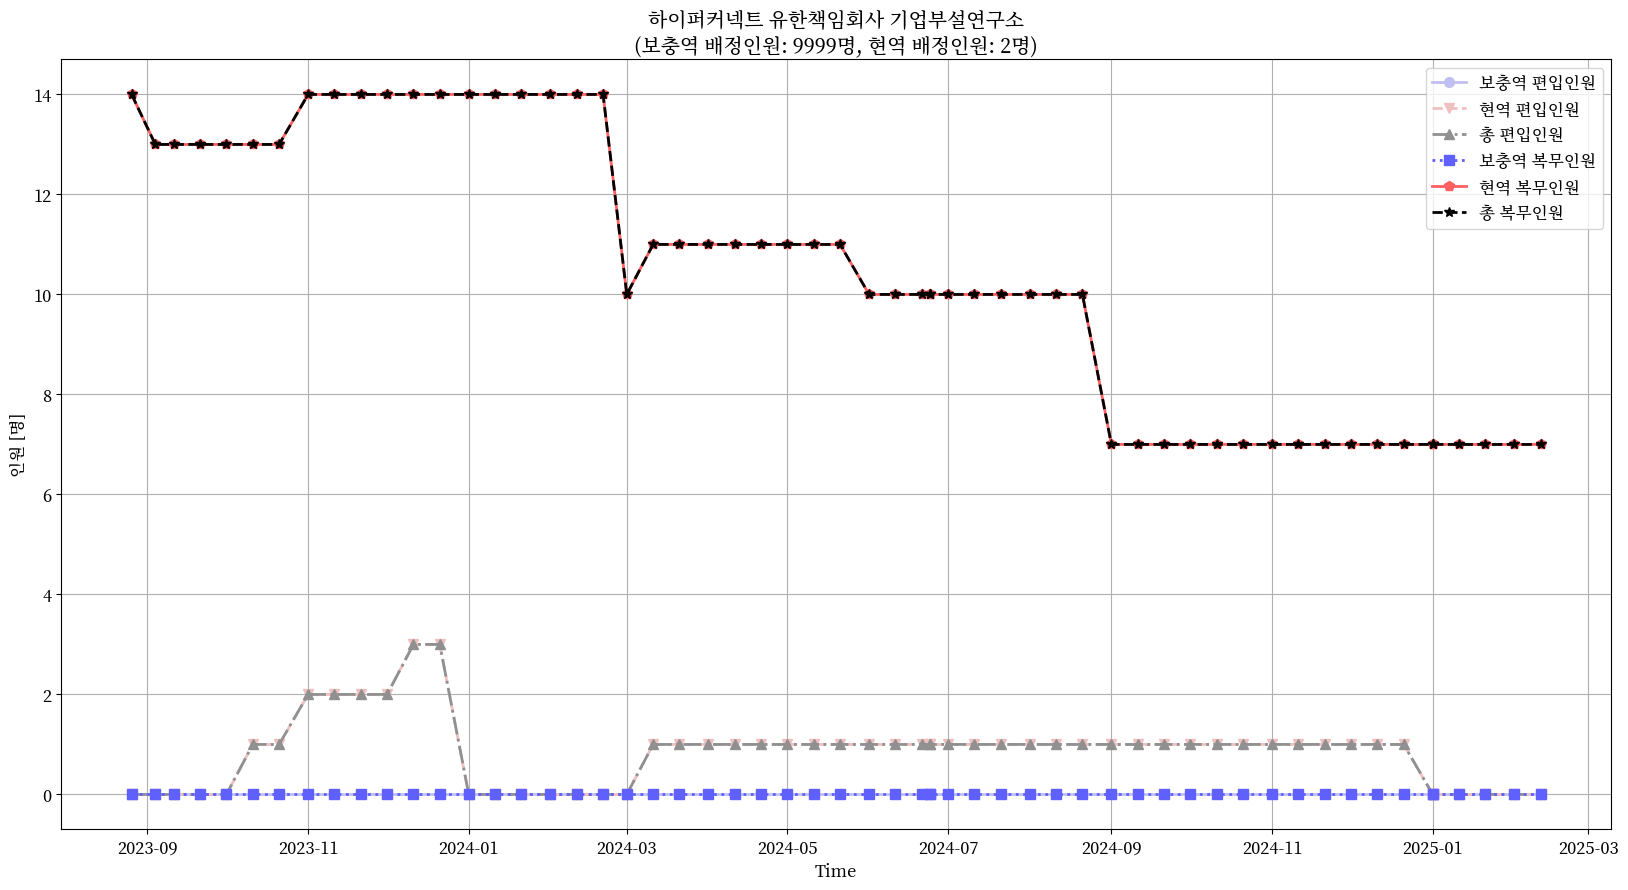 하이퍼커넥트 유한책임회사 기업부설연구소
(보충역 배정인원: 9999명, 현역 배정인원: 2명)
보충역 편입인원
현역 편입인원
총 편입인원
보충역 복무인원
현역 복무인원
총 복무인원
인원 [명]
14
12
10
8
6
4
2
0
2023-09
2023-11
2024-01
2024-03
2024-05
2024-07
2024-09
2024-11
2025-01
2025-03
Time